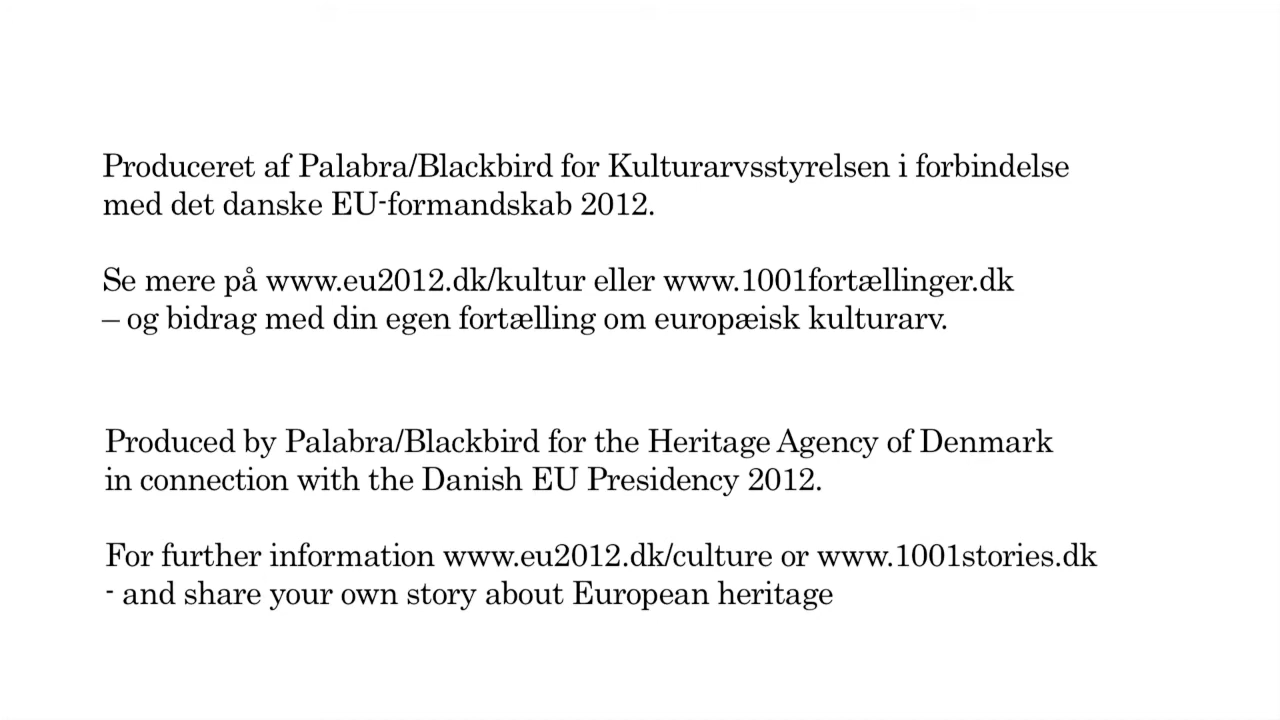 Produceret af Palabra/Blackbird for Kulturarvsstyrelsen i forbindelse
med det danske EU-formandskab 2012.
Se mere på www.eu2012.dk/kultur eller www.1001fortællinger.dk
– og bidrag med din egen fortælling om europæisk kulturarv.
Produced by Palabra/Blackbird for the Heritage Agency of Denmark
in connection with the Danish EU Presidency 2012.
For further information www.eu2012.dk/culture or www.1001stories.dk
- and share your own story about European heritage